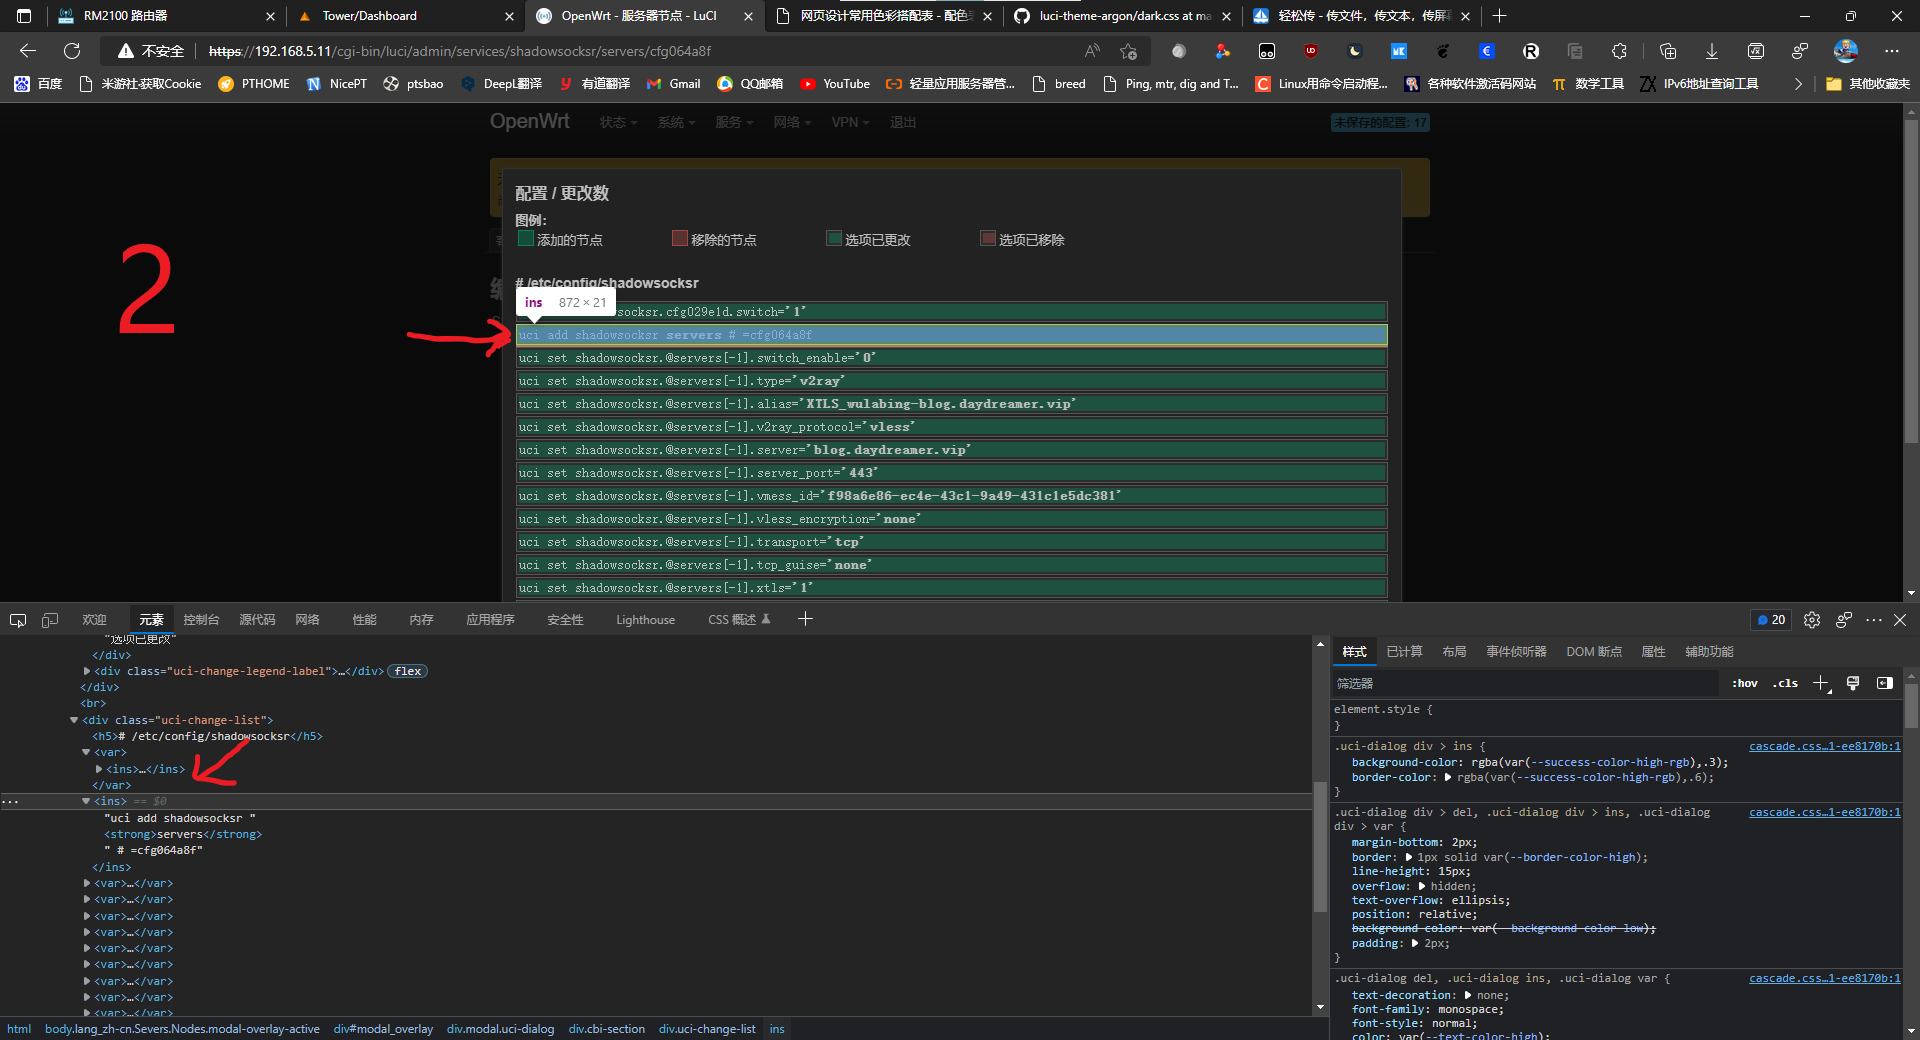 RM2100 路由器
Tower/Dashboard
OpenWrt - 服务器节点 - LuCI
网页设计常用色彩搭配表 - 配色
luci-theme-argon/dark.css at ma
轻松传 - 传文件，传文本，传屏
不安全
https://192.168.5.11/cgi-bin/luci/admin/services/shadowsocksr/servers/cfg064a8f
百度
米游社·获取Cookie
PTHOME
NicePT
ptsbao
DeepL翻译
有道翻译
Gmail
QQ邮箱
YouTube
轻量应用服务器管...
breed
Ping, mtr, dig and T...
Linux用命令启动程...
各种软件激活码网站
数学工具
IPv6地址查询工具
其他收藏夹
OpenWrt
状态
系统
服务
网络
VPN
退出
未保存的配置: 17
2
配置 / 更改数
图例:
添加的节点
移除的节点
选项已更改
选项已移除
# /etc/config/shadowsocksr
ins 872 × 21
socksr.cfg029e1d.switch='1'
uci add shadowsocksr servers # =cfg064a8f
uci set shadowsocksr.@servers[-1].switch_enable='0'
uci set shadowsocksr.@servers[-1].type='v2ray'
uci set shadowsocksr.@servers[-1].alias='XTLS_wulabing-blog.daydreamer.vip'
uci set shadowsocksr.@servers[-1].v2ray_protocol='vless'
uci set shadowsocksr.@servers[-1].server='blog.daydreamer.vip'
uci set shadowsocksr.@servers[-1].server_port='443'
uci set shadowsocksr.@servers[-1].vmess_id='f98a6e86-ec4e-43c1-9a49-431c1e5dc381'
uci set shadowsocksr.@servers[-1].vless_encryption='none'
uci set shadowsocksr.@servers[-1].transport='tcp'
uci set shadowsocksr.@servers[-1].tcp_guise='none'
uci set shadowsocksr.@servers[-1].xtls='1'
欢迎
元素
控制台
源代码
网络
性能
内存
应用程序
安全性
Lighthouse
CSS 概述
20
"选项已更改"
</div>
<div class="uci-change-legend-label">…</div> flex
</div>
<br>
<div class="uci-change-list">
<h5># /etc/config/shadowsocksr</h5>
<var>
<ins>…</ins>
</var>
<ins> == $0
"uci add shadowsocksr "
<strong>servers</strong>
" # =cfg064a8f"
</ins>
<var>…</var>
<var>…</var>
<var>…</var>
<var>…</var>
<var>…</var>
<var>…</var>
<var>…</var>
<var>…</var>
<var>…</var>
html
body.lang_zh-cn.Severs.Nodes.modal-overlay-active
div#modal_overlay
div.modal.uci-dialog
div.cbi-section
div.uci-change-list
ins
样式
已计算
布局
事件侦听器
DOM 断点
属性
辅助功能
筛选器
:hov
.cls
element.style {
}
.uci-dialog div > ins {
cascade.css…1-ee8170b:1
background-color: rgba(var(--success-color-high-rgb),.3);
border-color: rgba(var(--success-color-high-rgb),.6);
}
.uci-dialog div > del, .uci-dialog div > ins, .uci-dialog
cascade.css…1-ee8170b:1
div > var {
margin-bottom: 2px;
border: 1px solid var(--border-color-high);
line-height: 15px;
overflow: hidden;
text-overflow: ellipsis;
position: relative;
background-color: var(--background-color-low);
padding: 2px;
}
.uci-dialog del, .uci-dialog ins, .uci-dialog var {
cascade.css…1-ee8170b:1
text-decoration: none;
font-family: monospace;
font-style: normal;
color: var(--text-color-high);